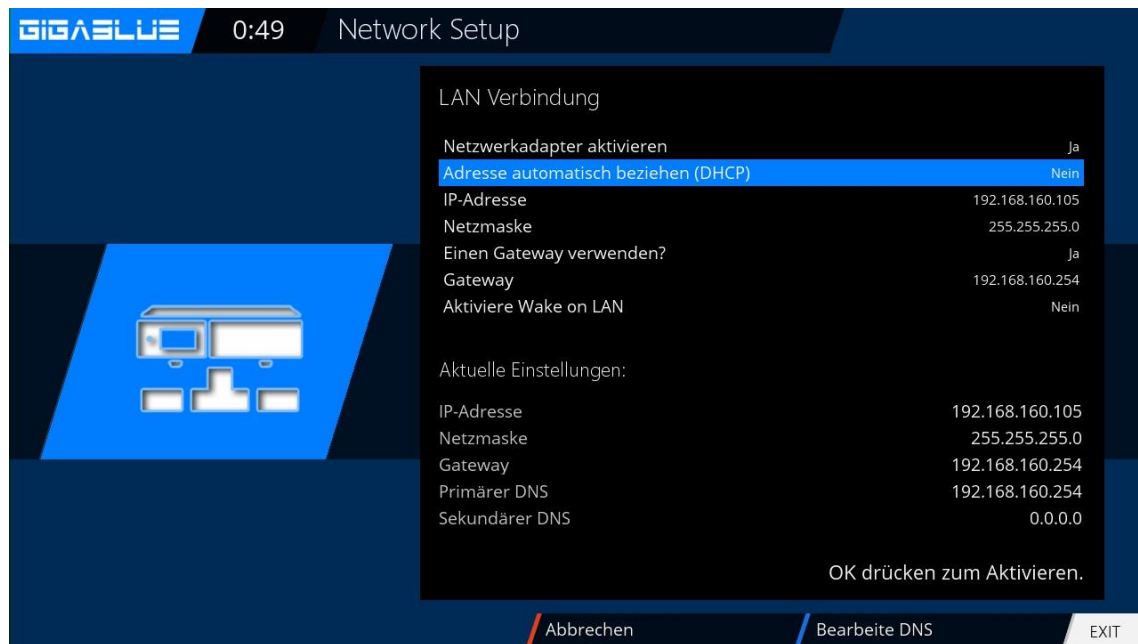 GIGABLUE 0:49 Network Setup
LAN Verbindung
Netzwerkadapter aktivieren Ja
Adresse automatisch beziehen (DHCP) Nein
IP-Adresse 192.168.160.105
Netzmaske 255.255.255.0
Einen Gateway verwenden? Ja
Gateway 192.168.160.254
Aktiviere Wake on LAN Nein
Aktuelle Einstellungen:
IP-Adresse 192.168.160.105
Netzmaske 255.255.255.0
Gateway 192.168.160.254
Primärer DNS 192.168.160.254
Sekundärer DNS 0.0.0.0
OK drücken zum Aktivieren.
Abbrechen Bearbeite DNS EXIT